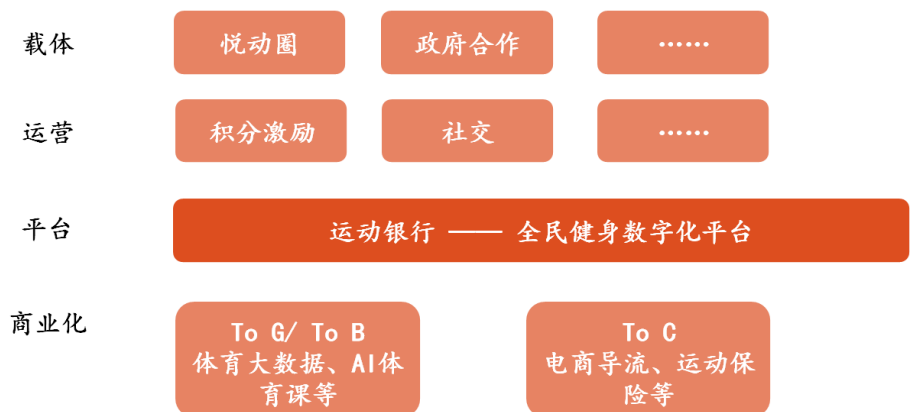 载体
悦动圈
政府合作
……
运营
积分激励
社交
……
平台
运动银行 —— 全民健身数字化平台
商业化
To G/ To B
体育大数据、AI体
育课等
To C
电商导流、运动保
险等